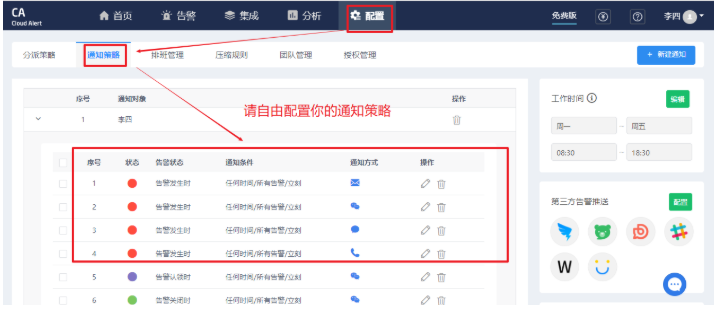 CA 首页 告警 集成 分析 配置 免费版 李四
Cloud Alert
分派策略 通知策略 排班管理 压缩规则 团队管理 授权管理 + 新建通知
序号 通知对象 操作
1 李四
请自由配置你的通知策略
序号 状态 告警状态 通知条件 通知方式 操作
1 告警发生时 任何时间/所有告警/立刻
2 告警发生时 任何时间/所有告警/立刻
3 告警发生时 任何时间/所有告警/立刻
4 告警发生时 任何时间/所有告警/立刻
5 告警认领时 任何时间/所有告警/立刻
6 告警关闭时 任何时间/所有告警/立刻
工作时间 编辑
周一 - 周五
08:30 - 18:30
第三方告警推送 配置
W